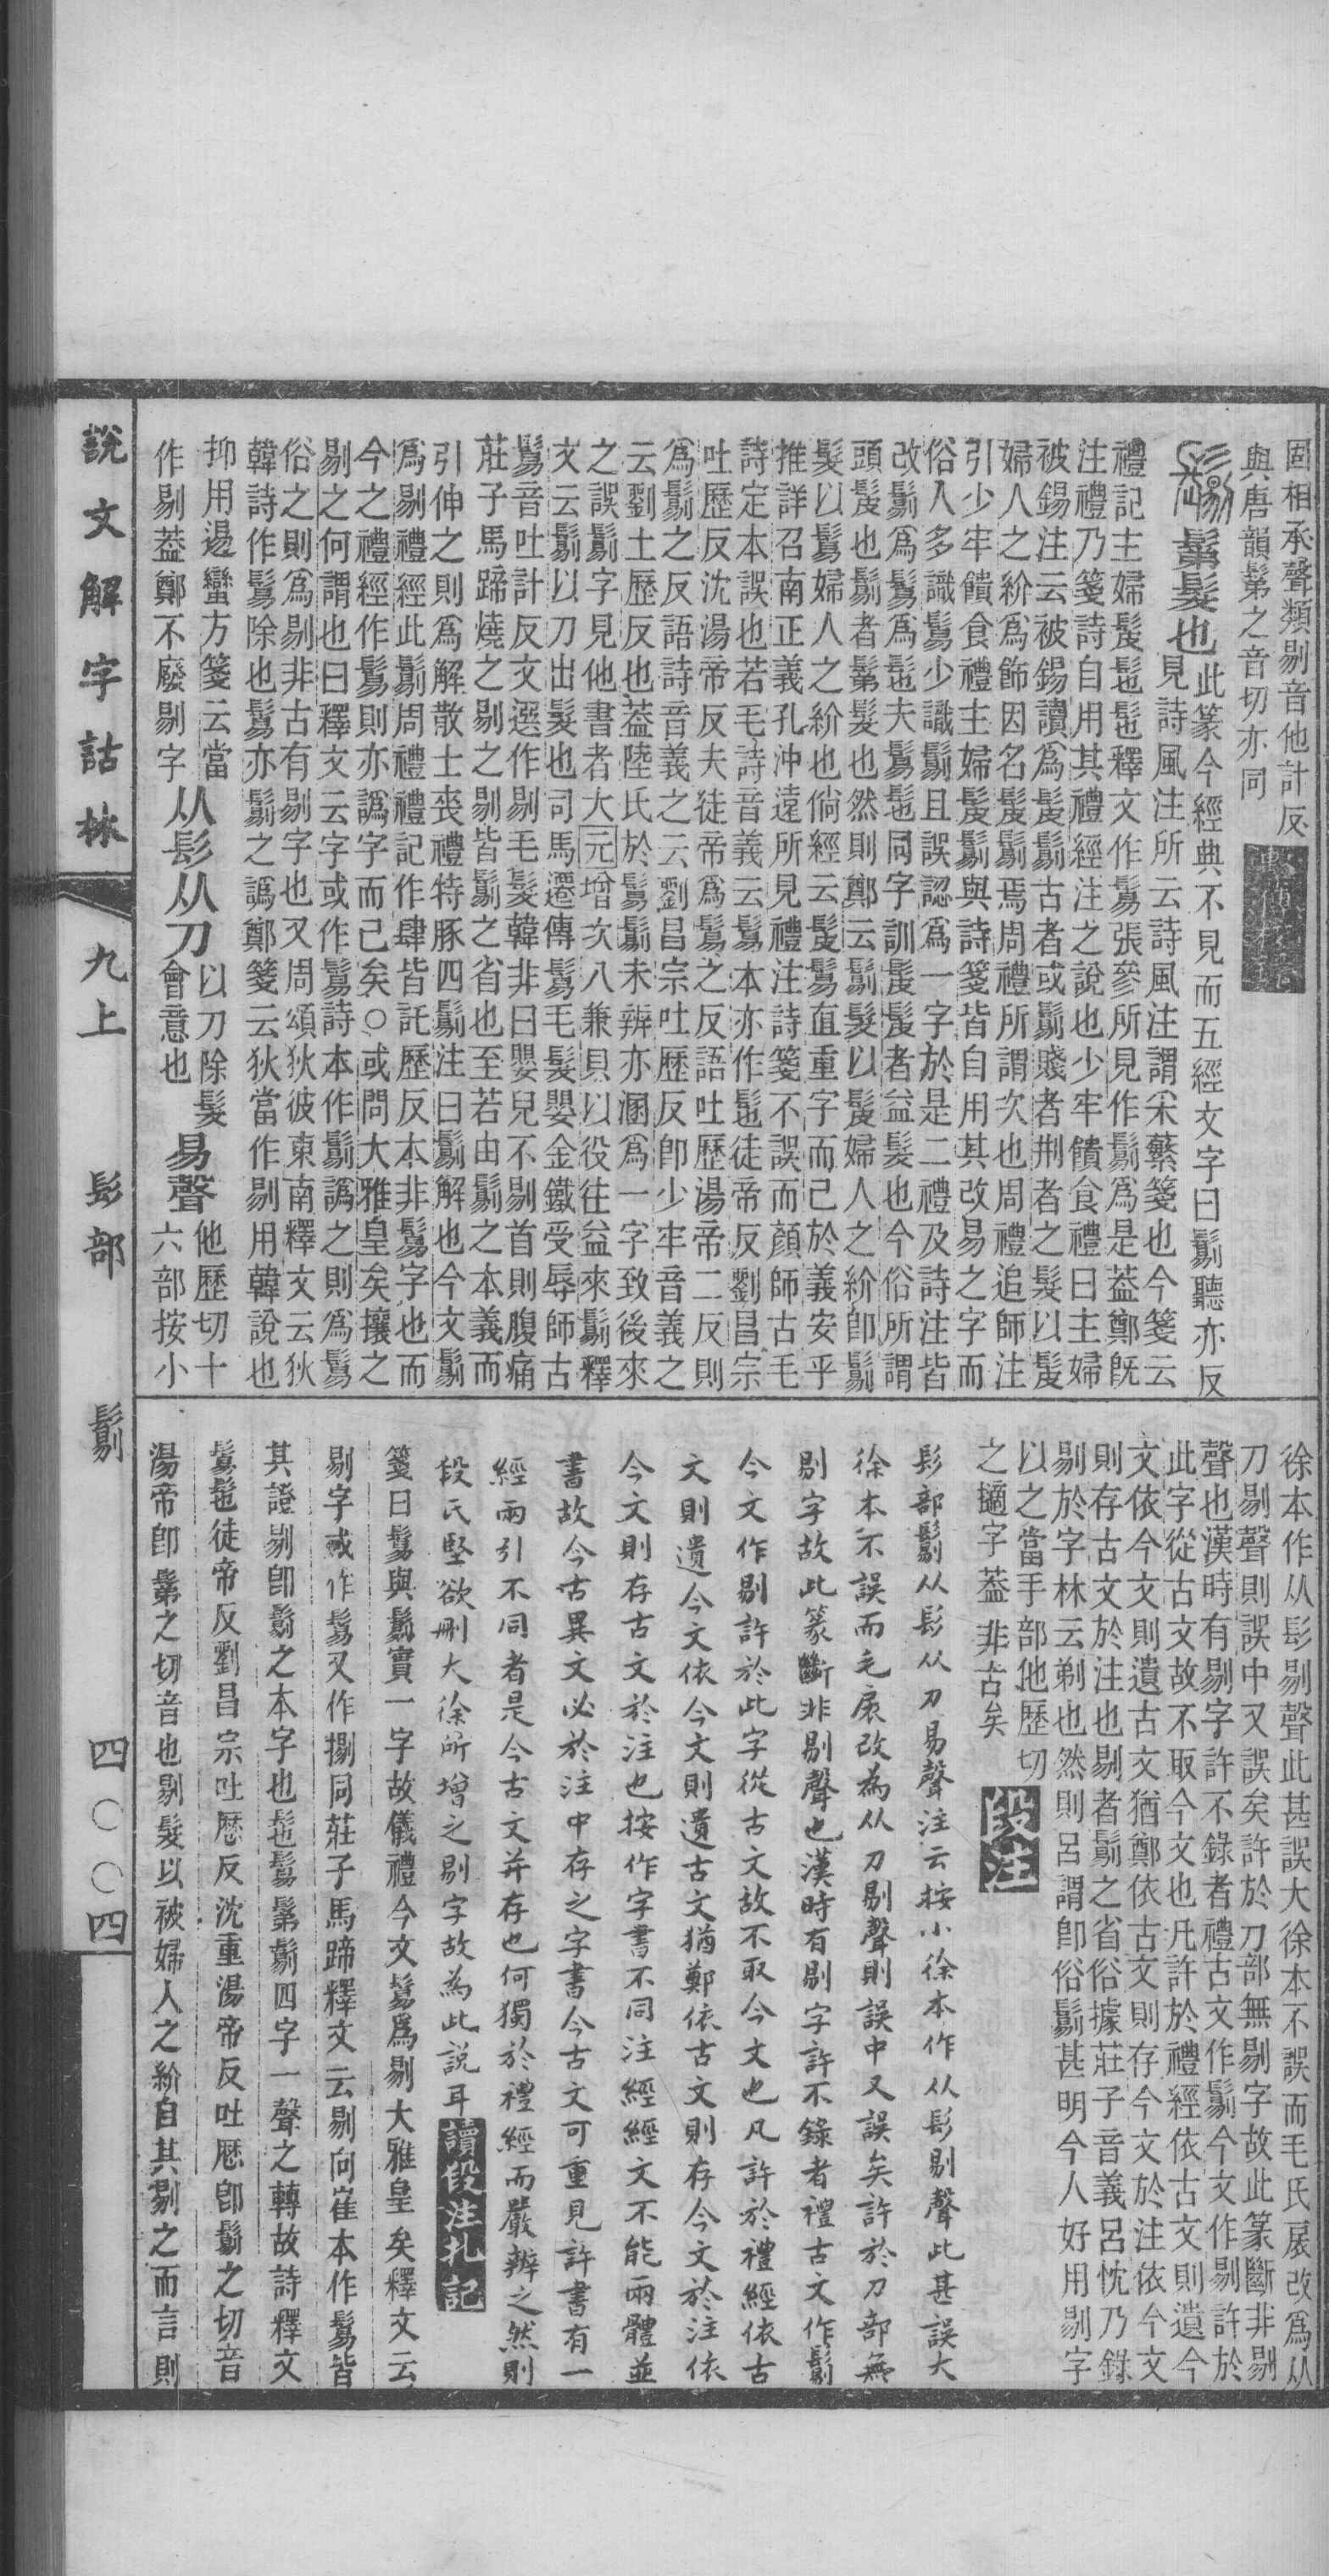 固相承聲類剔音他計反
與唐韻髲之音切亦同
鬄髮也
此篆今經典不見而五經文字曰鬄聽亦反
見詩風注所云詩風注謂采蘩箋也今箋云
禮記主婦髲髢髢釋文作鬄張參所見作鬄爲是葢鄭旣
注禮乃箋詩自用其禮經注之說也少牢饋食禮曰主婦
被錫注云被錫讀爲髲鬄古者或鬄賤者刑者之髮以髲
婦人之紒爲飾因名髲鬄焉周禮所謂次也周禮追師注
引少牢饋食禮主婦髲鬄與詩箋皆自用其改易之字而
俗人多識鬄少識鬄且誤認爲一字於是二禮及詩注皆
改鬄爲鬄爲髢夫鬄髢同字訓髲髲者益髮也今俗所謂
頭髲也鬄者鬀髮也然則鄭云鬄髮以髲婦人之紒卽鬄
髮以鬄婦人之紒也倘經云髲鬄直重字而已於義安乎
推詳召南正義孔沖遠所見禮注詩箋不誤而顏師古毛
詩定本誤也若毛詩音義云鬄本亦作髢徒帝反劉昌宗
吐歷反沈湯帝反夫徒帝爲鬄之反語吐歷湯帝二反則
爲鬄之反語詩音義之云劉昌宗吐歷反卽少牢音義之
云劉土歷反也葢陸氏於鬄鬄未辨亦溷爲一字致後來
之誤鬄字見他書者大元增次八兼貝以役往益來鬄釋
文云鬄以刀出髮也司馬遷傳鬄毛髮嬰金鐵受辱師古
鬄音吐計反文選作剔毛髮韓非曰嬰兒不剔首則腹痛
莊子馬蹄燒之剔之剔皆鬄之省也至若由鬄之本義而
引伸之則爲解散士喪禮特豚四鬄注曰鬄解也今文鬄
爲剔禮經此鬄周禮禮記作肆皆託歷反本非鬄字也而
今之禮經作鬄則亦譌字而已矣○或問大雅皇矣攘之
剔之何謂也曰釋文云字或作鬄詩本作鬄譌之則爲鬄
俗之則爲剔非古有剔字也又周頌狄彼東南釋文云狄
韓詩作鬄除也鬄亦鬄之譌鄭箋云狄當作剔用韓說也
抑用逷蠻方箋云當
作剔葢鄭不廢剔字
从髟从刀
以刀除髮
會意也
易聲
他歷切十
六部按小
徐本作从髟剔聲此甚誤大徐本不誤而毛氏扆改爲从
刀剔聲則誤中又誤矣許於刀部無剔字故此篆斷非剔
聲也漢時有剔字許不錄者禮古文作鬄今文作剔許於
此字從古文故不取今文也凡許於禮經依古文則遺今
文依今文則遺古文猶鄭依古文則存今文於注依今文
則存古文於注也剔者鬄之省俗據莊子音義呂忱乃錄
剔於字林云剃也然則呂謂卽俗鬄甚明今人好用剔字
以之當手部他歷切
之擿字葢非古矣
段注
髟部鬄从髟从刀易聲注云按小徐本作从髟剔聲此甚誤大
徐本不誤而毛扆改為从刀剔聲則誤中又誤矣許於刀部無
剔字故此篆斷非剔聲也漢時有剔字許不錄者禮古文作鬄
今文作剔許於此字從古文故不取今文也凡許於禮經依古
文則遺今文依今文則遺古文猶鄭依古文則存今文於注依
今文則存古文於注也按作字書不同注經經文不能兩體並
書故今古異文必於注中存之字書今古文可重見許書有一
經兩引不同者是今古文并存也何獨於禮經而嚴辨之然則
段氏堅欲刪大徐所增之剔字故為此說耳
讀段注札記
箋曰鬄與鬄實一字故儀禮今文鬄爲剔大雅皇矣釋文云
剔字或作鬄又作捌同莊子馬蹄釋文云剔向崔本作鬄皆
其證剔卽鬄之本字也髢鬄鬀鬄四字一聲之轉故詩釋文
鬄髢徒帝反劉昌宗吐歷反沈重湯帝反吐歷卽鬄之切音
湯帝卽鬀之切音也剔髮以被婦人之紒自其剔之而言則
說文解字詁林
九上
髟部
鬄
四○○四